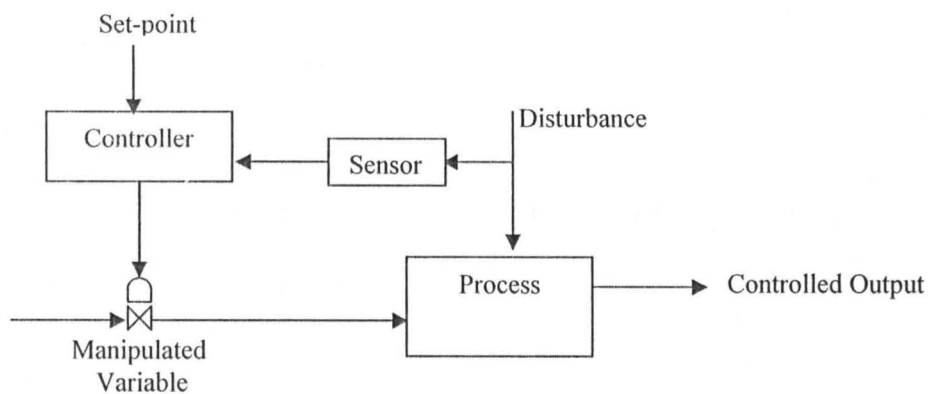 Set-point
Disturbance
Controller
Sensor
Process
Controlled Output
Manipulated
Variable